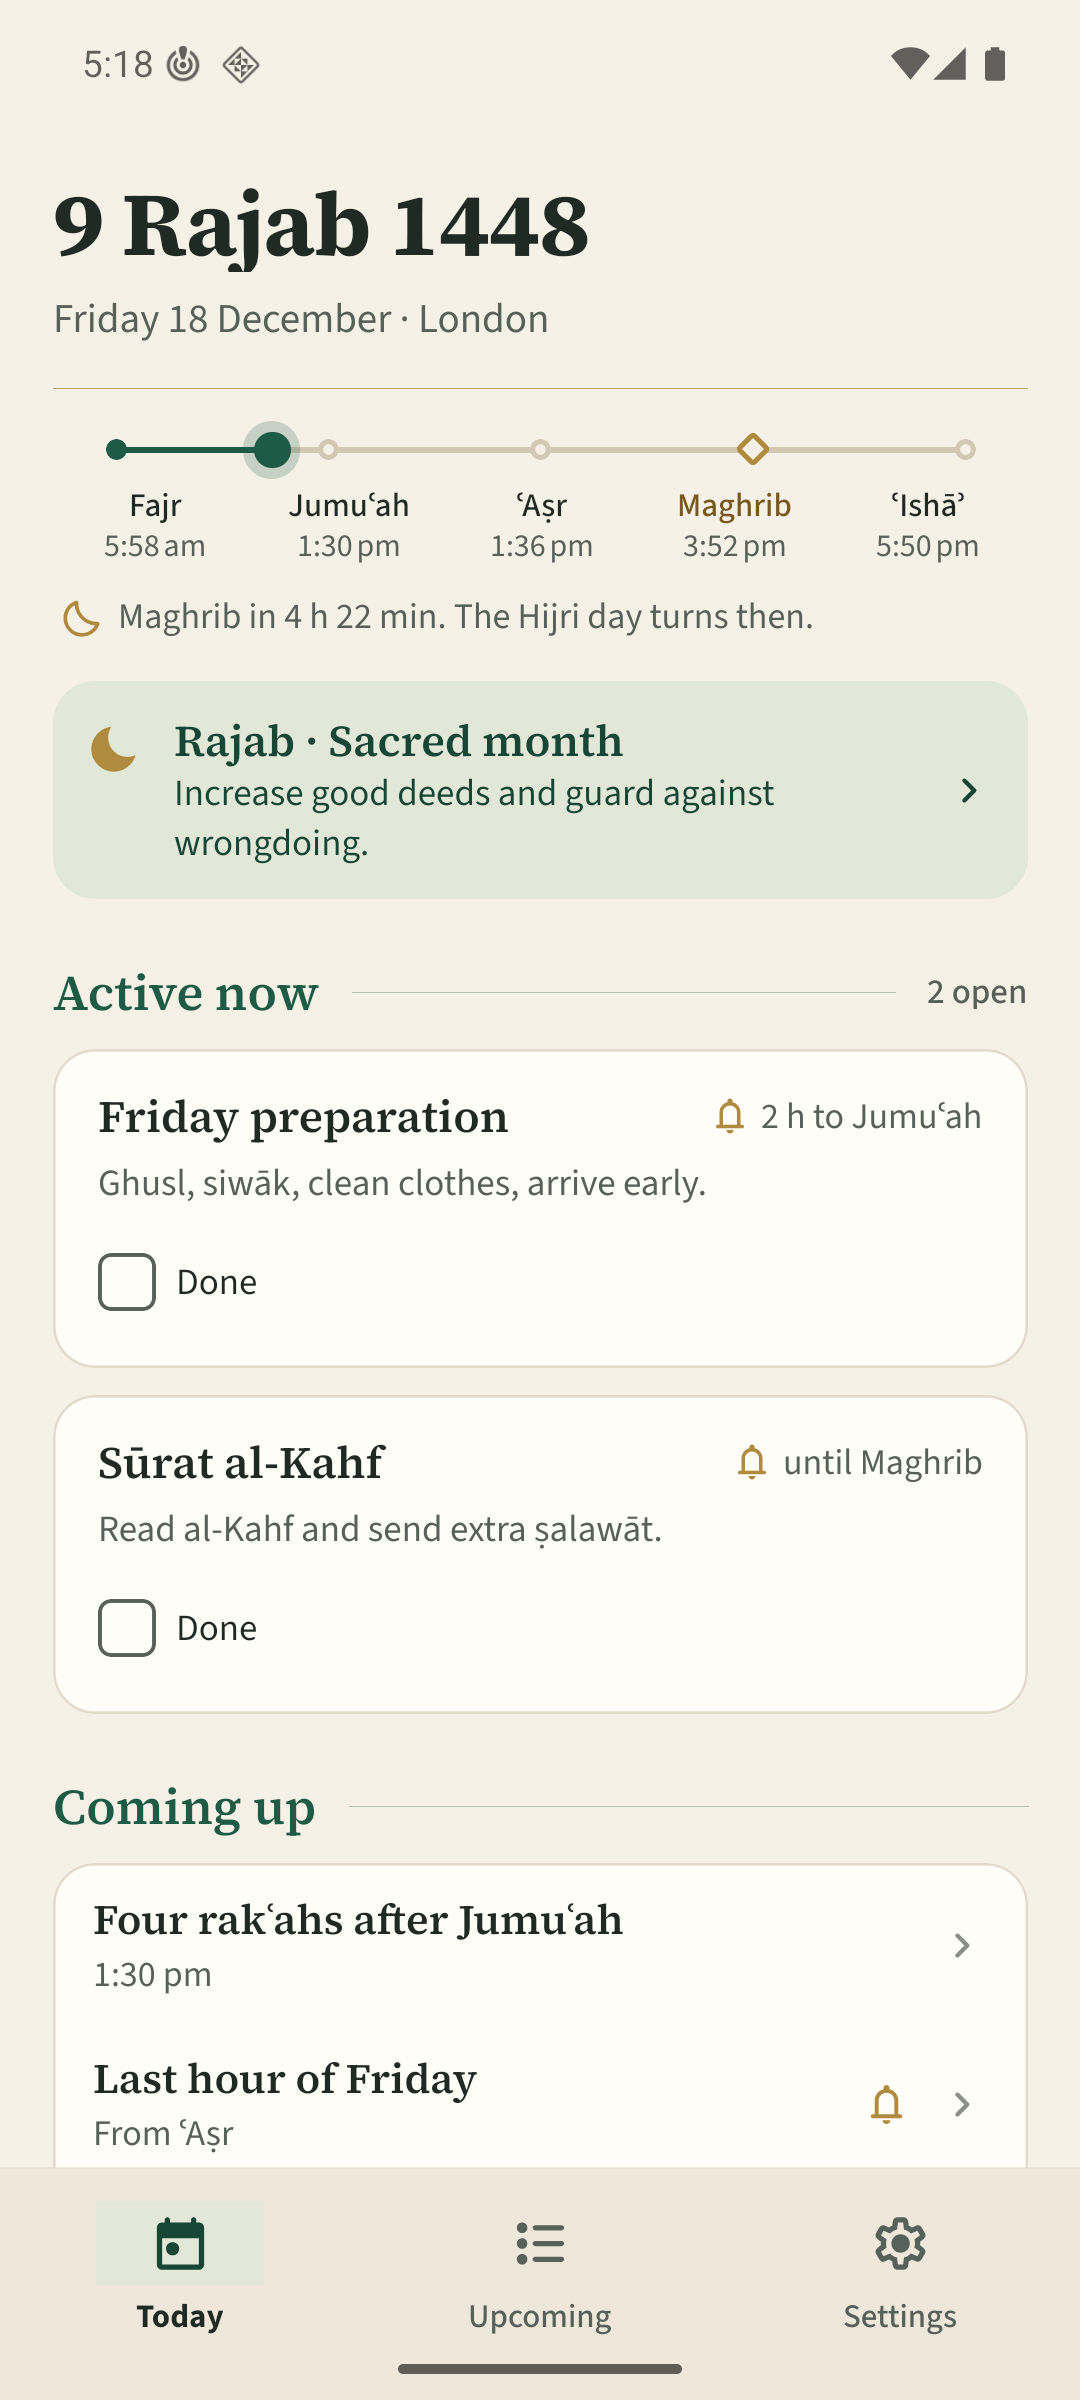 5:18
9 Rajab 1448
Friday 18 December · London
Fajr
5:58 am
Jumuʿah
1:30 pm
ʿAṣr
1:36 pm
Maghrib
3:52 pm
ʿIshāʾ
5:50 pm
Maghrib in 4 h 22 min. The Hijri day turns then.
Rajab · Sacred month
Increase good deeds and guard against
wrongdoing.
Active now
2 open
Friday preparation
2 h to Jumuʿah
Ghusl, siwāk, clean clothes, arrive early.
Done
Sūrat al-Kahf
until Maghrib
Read al-Kahf and send extra ṣalawāt.
Done
Coming up
Four rakʿahs after Jumuʿah
1:30 pm
Last hour of Friday
From ʿAṣr
Today
Upcoming
Settings